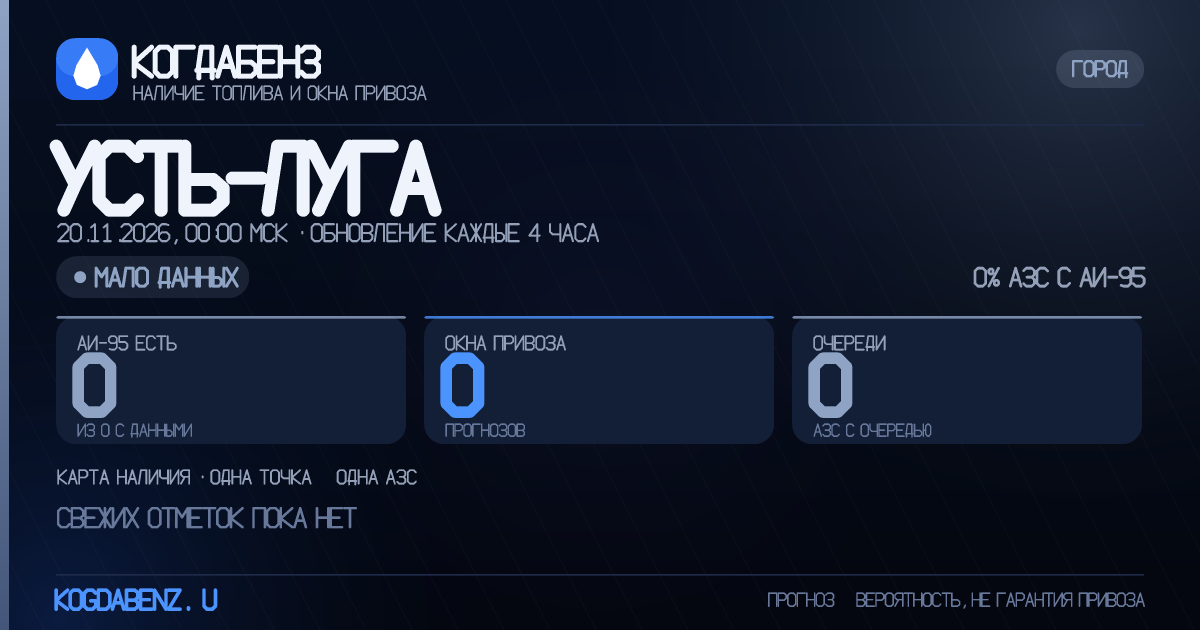 КОГДАБЕНЗ
НАЛИЧИЕ ТОПЛИВА И ОКНА ПРИВОЗА
ГОРОД
УСТЬ-ЛУГА
20.11.2026, 00:00 МСК · ОБНОВЛЕНИЕ КАЖДЫЕ 4 ЧАСА
МАЛО ДАННЫХ
0% АЗС С АИ-95
АИ-95 ЕСТЬ
0
ИЗ 0 С ДАННЫМИ
ОКНА ПРИВОЗА
0
ПРОГНОЗОВ
ОЧЕРЕДИ
0
АЗС С ОЧЕРЕДЬЮ
КАРТА НАЛИЧИЯ · ОДНА ТОЧКА ОДНА АЗС
СВЕЖИХ ОТМЕТОК ПОКА НЕТ
KOGDABENZ. U
ПРОГНОЗ ВЕРОЯТНОСТЬ, НЕ ГАРАНТИЯ ПРИВОЗА